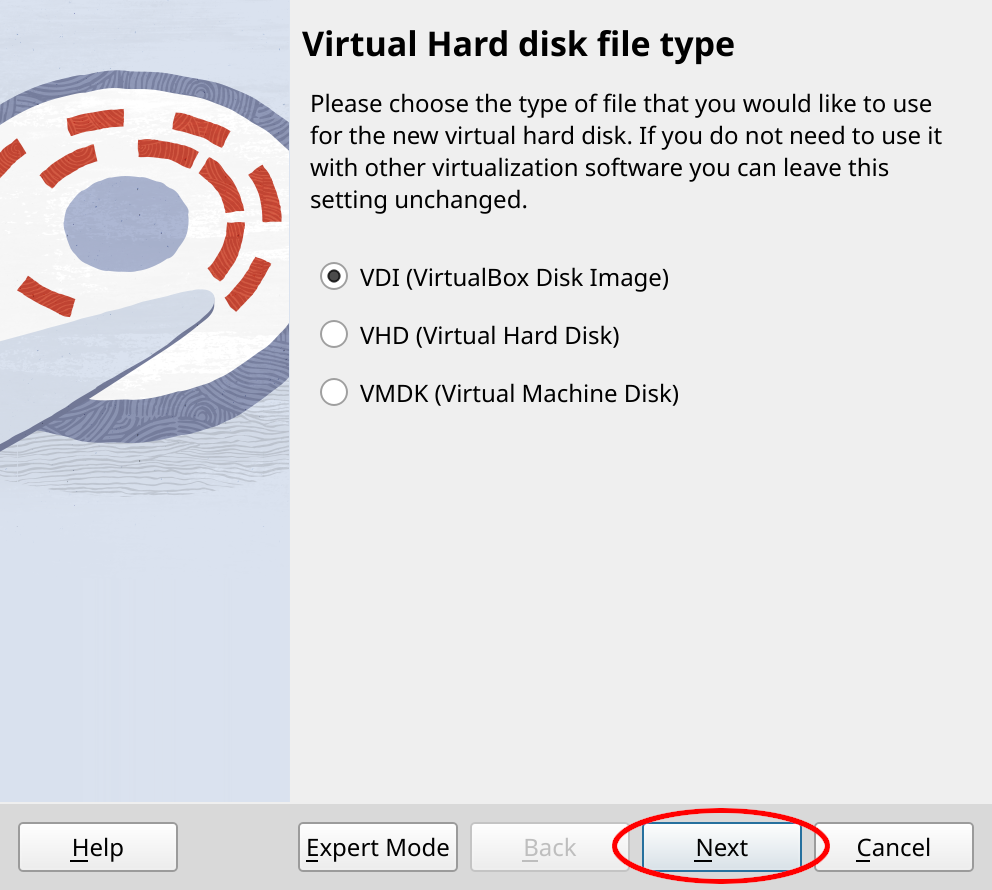 Virtual Hard disk file type
Please choose the type of file that you would like to use
for the new virtual hard disk. If you do not need to use it
with other virtualization software you can leave this
setting unchanged.
VDI (VirtualBox Disk Image)
VHD (Virtual Hard Disk)
VMDK (Virtual Machine Disk)
Help
Expert Mode
Back
Next
Cancel